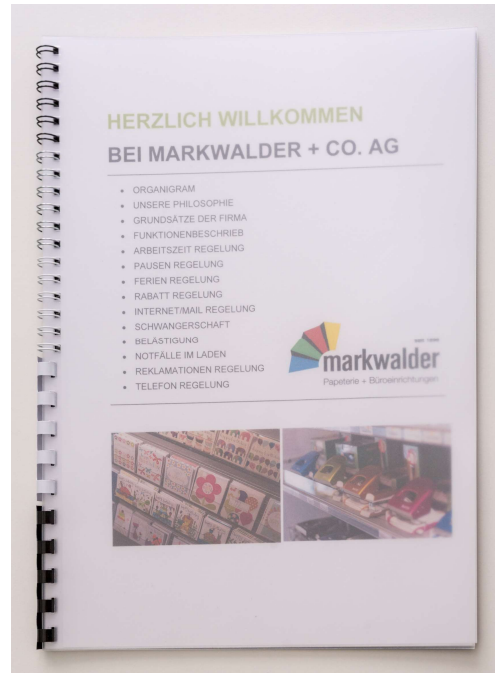 HERZLICH WILLKOMMEN
BEI MARKWALDER + CO. AG
• ORGANIGRAM
• UNSERE PHILOSOPHIE
• GRUNDSÄTZE DER FIRMA
• FUNKTIONENBESCHRIEB
• ARBEITSZEIT REGELUNG
• PAUSEN REGELUNG
• FERIEN REGELUNG
• RABATT REGELUNG
• INTERNET/MAIL REGELUNG
• SCHWANGERSCHAFT
• BELÄSTIGUNG
• NOTFÄLLE IM LADEN
• REKLAMATIONEN REGELUNG
• TELEFON REGELUNG
markwalder
Papeterie + Büroeinrichtungen